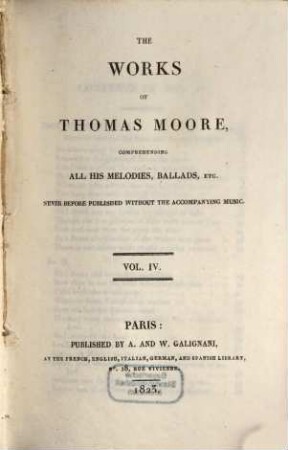 THE
WORKS
OF
THOMAS MOORE,
COMPREHENDING
ALL HIS MELODIES, BALLADS, ETC.
NEVER BEFORE PUBLISHED WITHOUT THE ACCOMPANYING MUSIC.
VOL. IV.
PARIS:
PUBLISHED BY A. AND W. GALIGNANI,
AT THE FRENCH, ENGLISH, ITALIAN, GERMAN, AND SPANISH LIBRARY,
Nº. 18, RUE VIVIENNE.
1823.